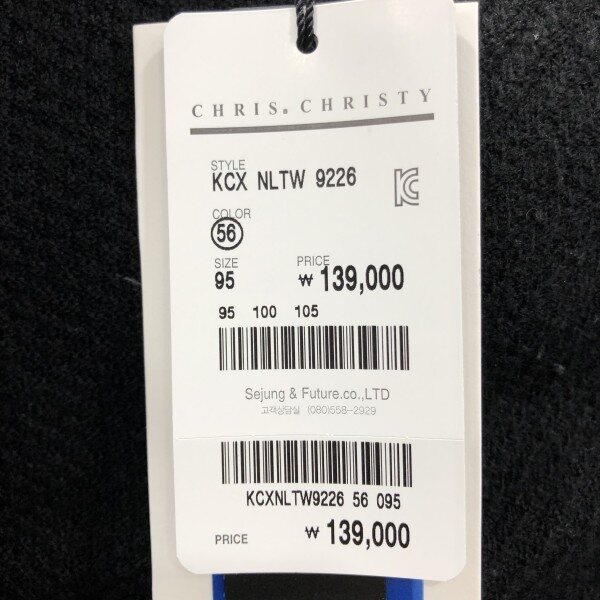 CHRIS. CHRISTY
STYLE
KCX NLTW 9226
KC
COLOR
56
SIZE PRICE
95 ₩ 139,000
95 100 105
Sejung & Future.co.,LTD
고객상담실 (080)558-2929
KCXNLTW9226 56 095
PRICE ₩ 139,000